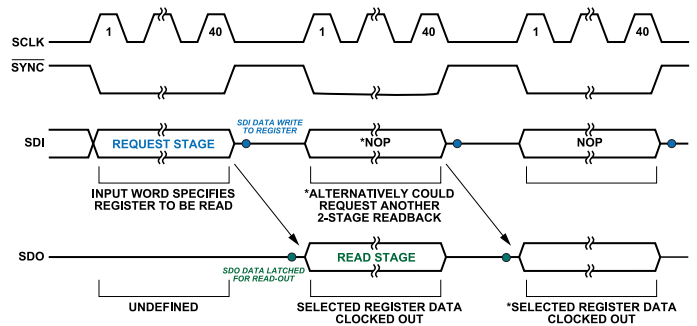 SCLK 1 40 1 40 1 40
SYNC
SDI DATA WRITE
TO REGISTER
SDI REQUEST STAGE *NOP NOP
INPUT WORD SPECIFIES
REGISTER TO BE READ
*ALTERNATIVELY COULD
REQUEST ANOTHER
2-STAGE READBACK
SDO READ STAGE
SDO DATA LATCHED
FOR READ-OUT
UNDEFINED
SELECTED REGISTER DATA
CLOCKED OUT
*SELECTED REGISTER DATA
CLOCKED OUT